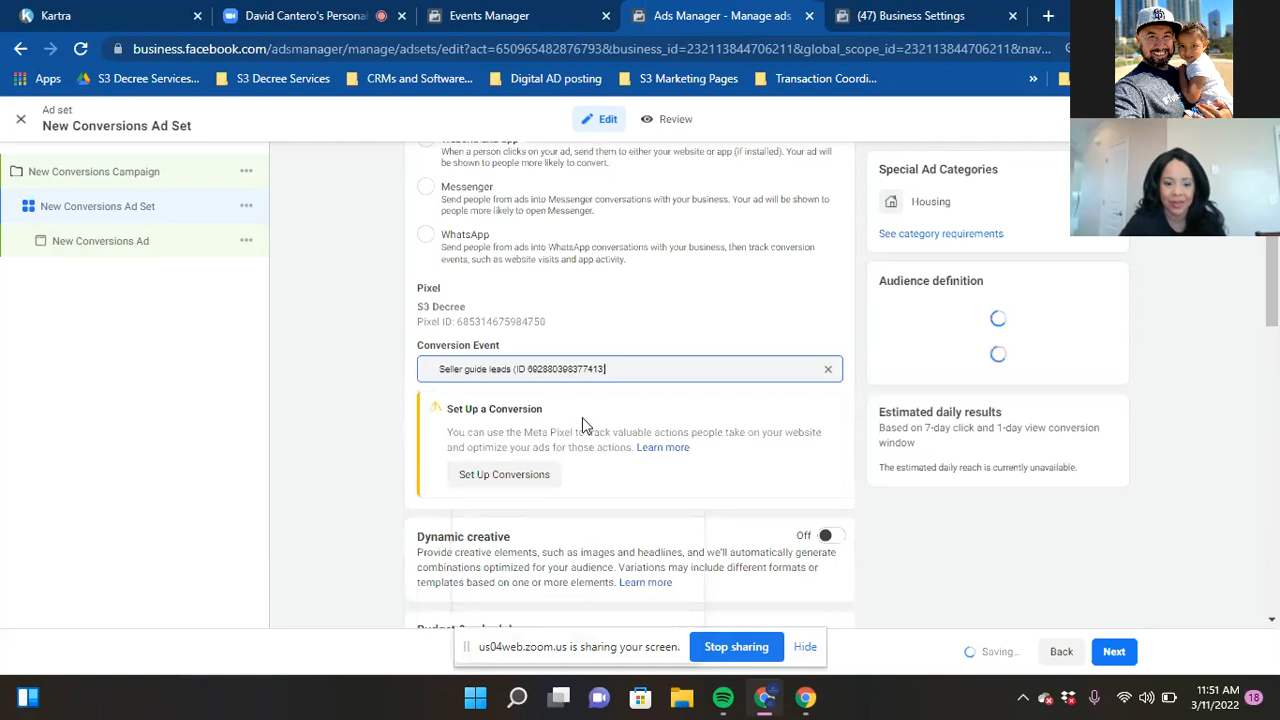 Kartra
David Cantero's Personal
Events Manager
Ads Manager - Manage ads
(47) Business Settings
business.facebook.com/adsmanager/manage/adsets/edit?act=650965482876793&business_id=232113844706211&global_scope_id=232113844706211&nav...
Apps
S3 Decree Services...
S3 Decree Services
CRMs and Software...
Digital AD posting
S3 Marketing Pages
Transaction Coordi...
Ad set
New Conversions Ad Set
Edit
Review
New Conversions Campaign
New Conversions Ad Set
New Conversions Ad
When a person clicks on your ad, send them to either your website or app (if installed). Your ad will
be shown to people more likely to convert.
Messenger
Send people from ads into Messenger conversations with your business. Your ad will be shown to
people more likely to open Messenger.
WhatsApp
Send people from ads into WhatsApp conversations with your business, then track conversion
events, such as website visits and app activity.
Pixel
S3 Decree
Pixel ID: 685314675984750
Conversion Event
Seller guide leads (ID 692880398377413)
Set Up a Conversion
You can use the Meta Pixel to track valuable actions people take on your website
and optimize your ads for those actions. Learn more
Set Up Conversions
Dynamic creative
Off
Provide creative elements, such as images and headlines, and we'll automatically generate
combinations optimized for your audience. Variations may include different formats or
templates based on one or more elements. Learn more
Special Ad Categories
Housing
See category requirements
Audience definition
Estimated daily results
Based on 7-day click and 1-day view conversion
window
The estimated daily reach is currently unavailable.
us04web.zoom.us is sharing your screen.
Stop sharing
Hide
Saving...
Back
Next
11:51 AM
3/11/2022
18